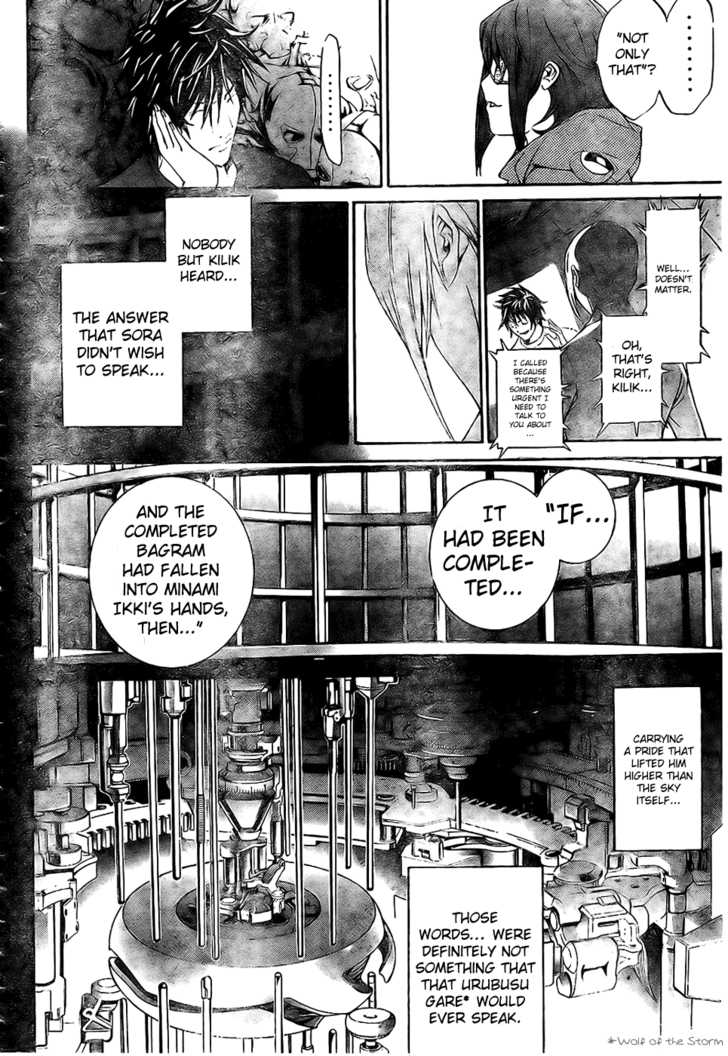 ......
"NOT
ONLY
THAT"?
......
......
WELL...
DOESN'T
MATTER.
OH,
THAT'S
RIGHT,
KILIK...
I CALLED
BECAUSE
THERE'S
SOMETHING
URGENT I
NEED TO
TALK TO
YOU ABOUT
...
NOBODY
BUT KILIK
HEARD...
THE ANSWER
THAT SORA
DIDN'T WISH
TO SPEAK...
"IF...
IT
HAD BEEN
COMPLE-
TED...
AND THE
COMPLETED
BAGRAM
HAD FALLEN
INTO MINAMI
IKKI'S HANDS,
THEN..."
CARRYING
A PRIDE THAT
LIFTED HIM
HIGHER THAN
THE SKY
ITSELF...
THOSE
WORDS... WERE
DEFINITELY NOT
SOMETHING THAT
THAT URUBUSU
GARE* WOULD
EVER SPEAK.
*Wolf of the Storm